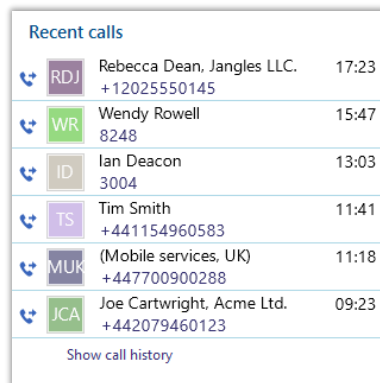 Recent calls
RDJ Rebecca Dean, Jangles LLC. 17:23
+12025550145
WR Wendy Rowell 15:47
8248
ID Ian Deacon 13:03
3004
TS Tim Smith 11:41
+441154960583
MUK (Mobile services, UK) 11:18
+447700900288
JCA Joe Cartwright, Acme Ltd. 09:23
+442079460123
Show call history